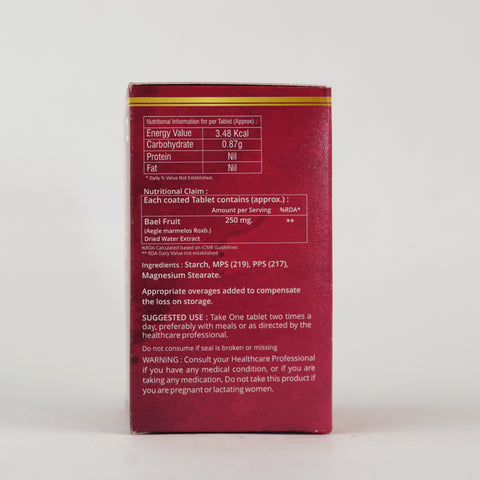 Nutritional Information for per Tablet (Approx) :
Energy Value 3.48 Kcal
Carbohydrate 0.87g
Protein Nil
Fat Nil
* Daily % Value Not Established.
Nutritional Claim :
Each coated Tablet contains (approx.) :
Amount per Serving %RDA*
Bael Fruit 250 mg. **
(Aegle marmelos Roxb.)
Dried Water Extract
%RDA Calculated based on ICMR Guidelines
** RDA Daily Value not established
Ingredients : Starch, MPS (219), PPS (217),
Magnesium Stearate.
Appropriate overages added to compensate
the loss on storage.
SUGGESTED USE : Take One tablet two times a
day, preferably with meals or as directed by the
healthcare professional.
Do not consume if seal is broken or missing
WARNING : Consult your Healthcare Professional
if you have any medical condition, or if you are
taking any medication, Do not take this product if
you are pregnant or lactating women.